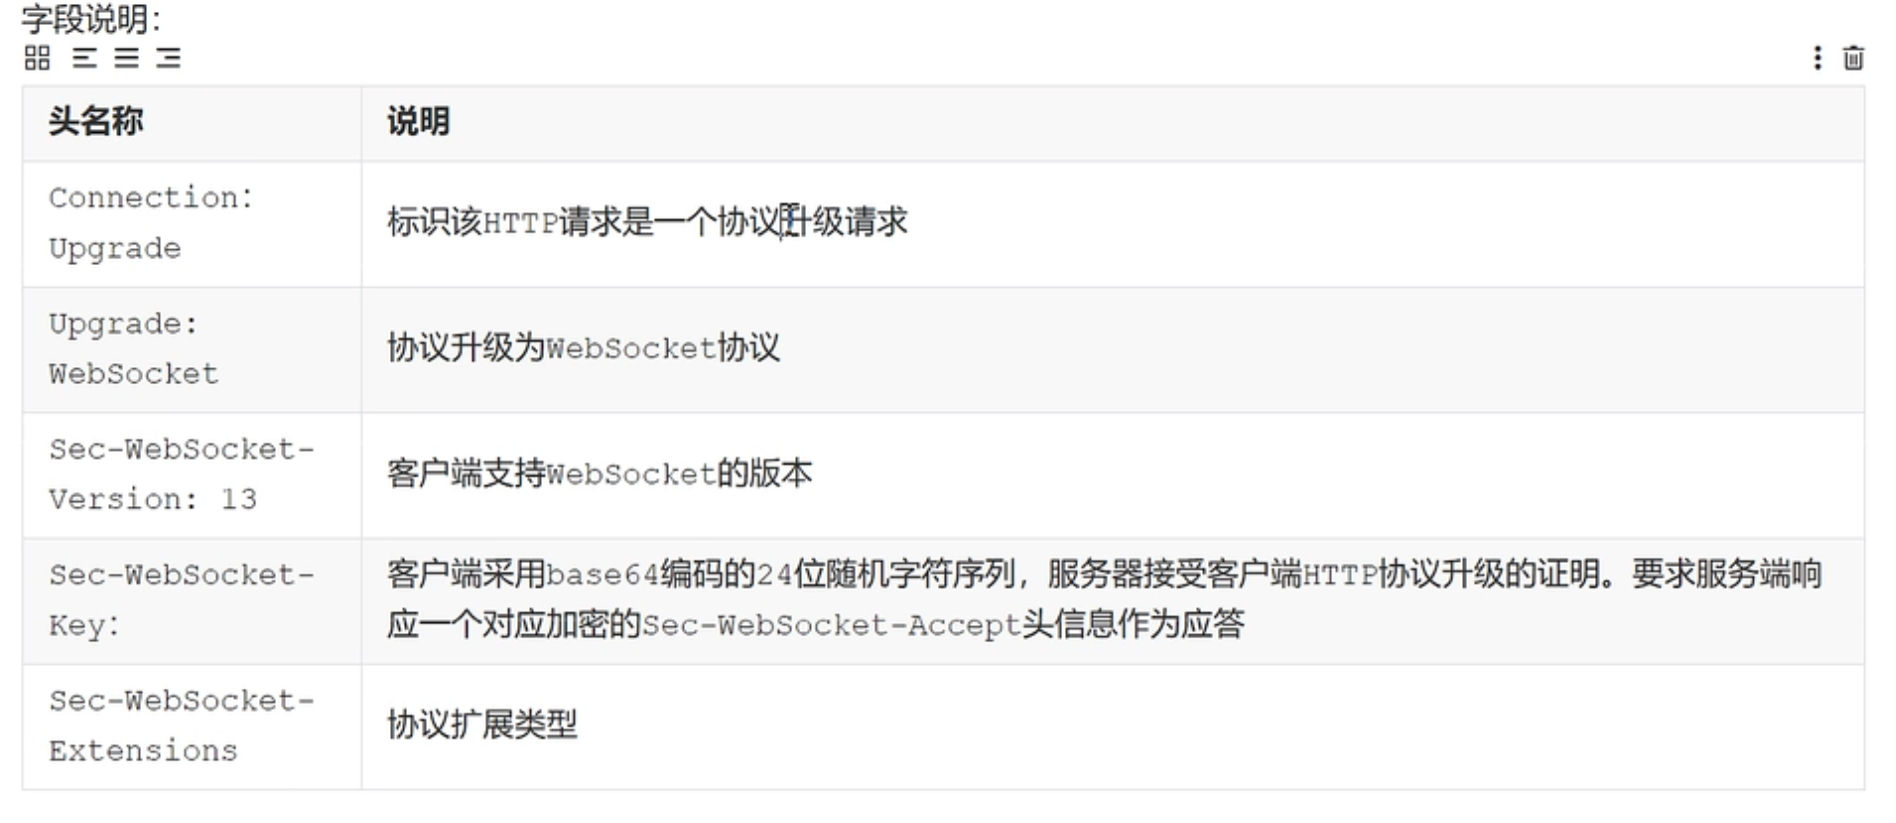 字段说明：
头名称
说明
Connection:
Upgrade
标识该HTTP请求是一个协议升级请求
Upgrade:
WebSocket
协议升级为WebSocket协议
Sec-WebSocket-
Version: 13
客户端支持WebSocket的版本
Sec-WebSocket-
Key:
客户端采用base64编码的24位随机字符序列，服务器接受客户端HTTP协议升级的证明。要求服务端响
应一个对应加密的Sec-WebSocket-Accept头信息作为应答
Sec-WebSocket-
Extensions
协议扩展类型